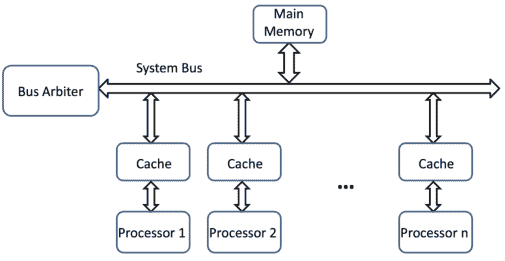 Main
Memory
System Bus
Bus Arbiter
Cache
Cache
...
Cache
Processor 1
Processor 2
Processor n